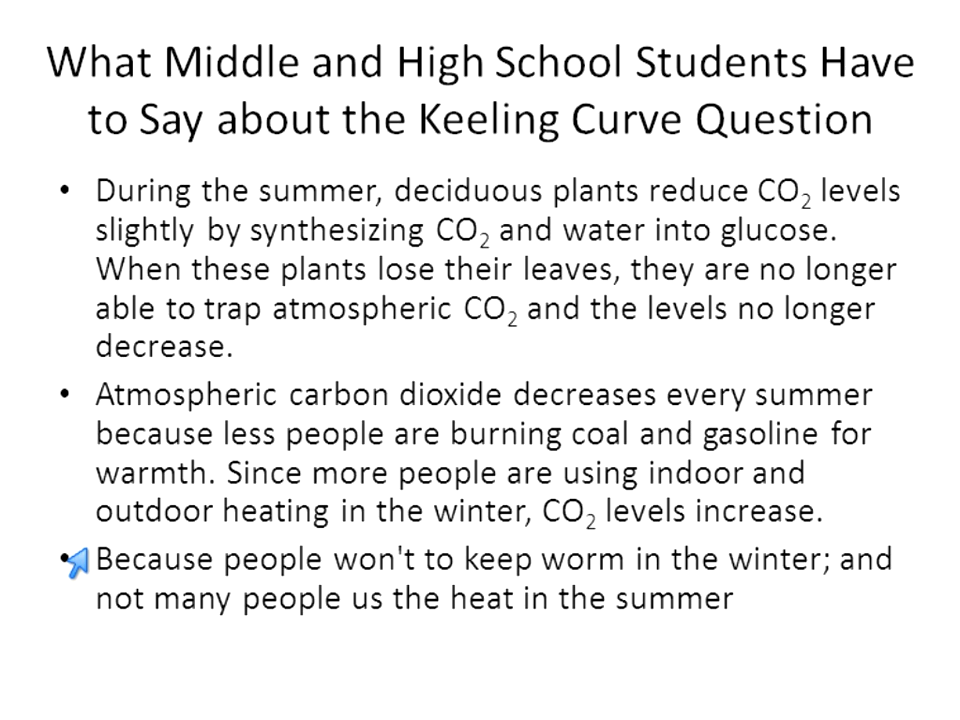 What Middle and High School Students Have
to Say about the Keeling Curve Question
• During the summer, deciduous plants reduce CO₂ levels
slightly by synthesizing CO₂ and water into glucose.
When these plants lose their leaves, they are no longer
able to trap atmospheric CO₂ and the levels no longer
decrease.
• Atmospheric carbon dioxide decreases every summer
because less people are burning coal and gasoline for
warmth. Since more people are using indoor and
outdoor heating in the winter, CO₂ levels increase.
• Because people won't to keep worm in the winter; and
not many people us the heat in the summer